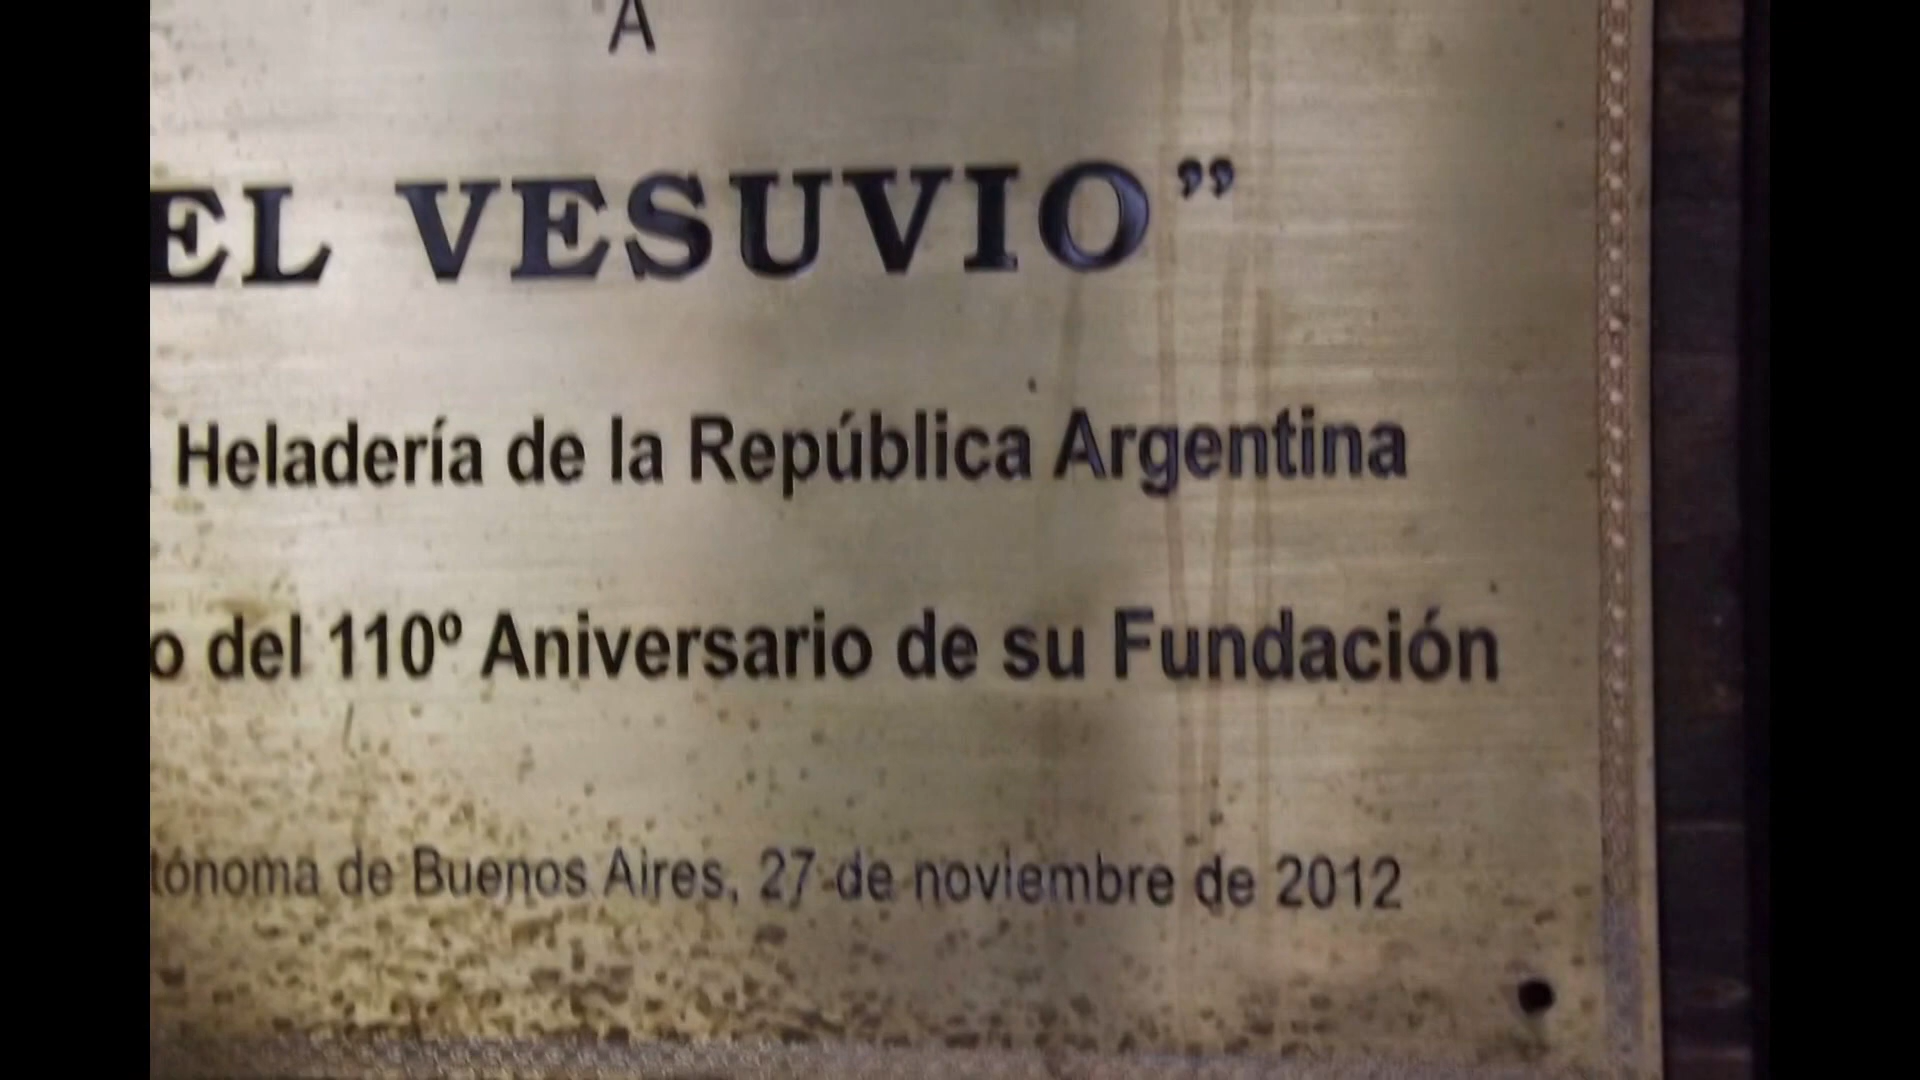 A
EL VESUVIO”
Heladería de la República Argentina
o del 110º Aniversario de su Fundación
tónoma de Buenos Aires, 27 de noviembre de 2012